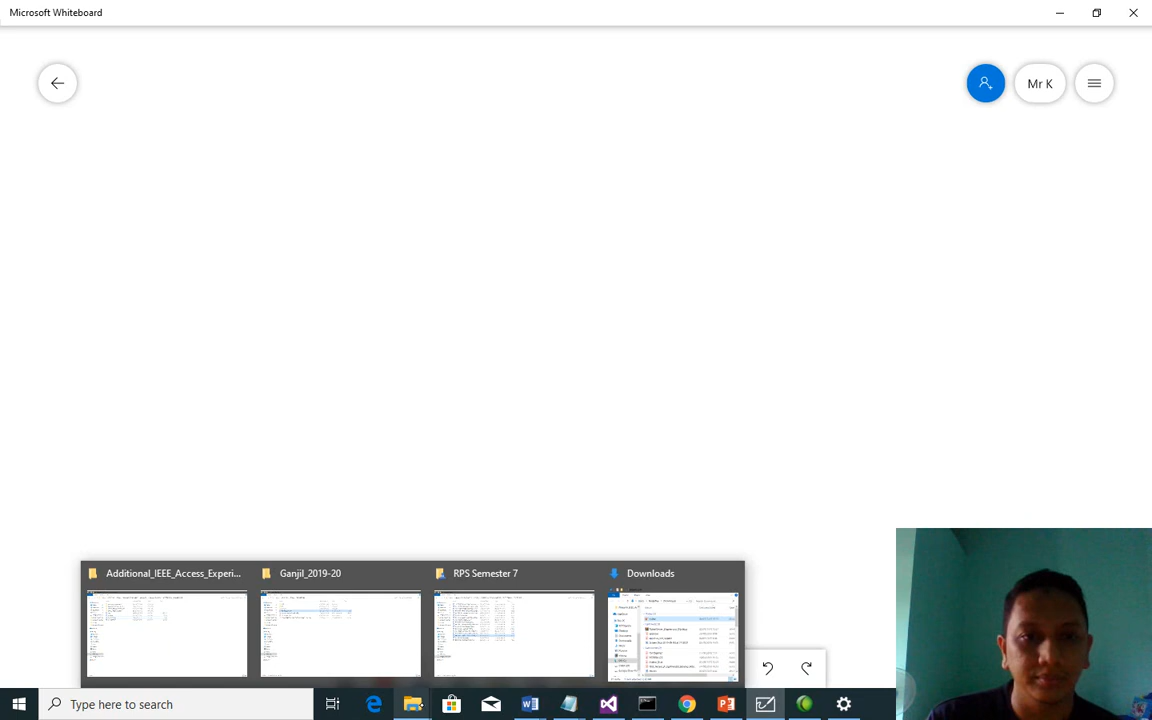 Microsoft Whiteboard
Mr K
Additional_IEEE_Access_Experi...
Ganjil_2019-20
RPS Semester 7
Downloads
Type here to search